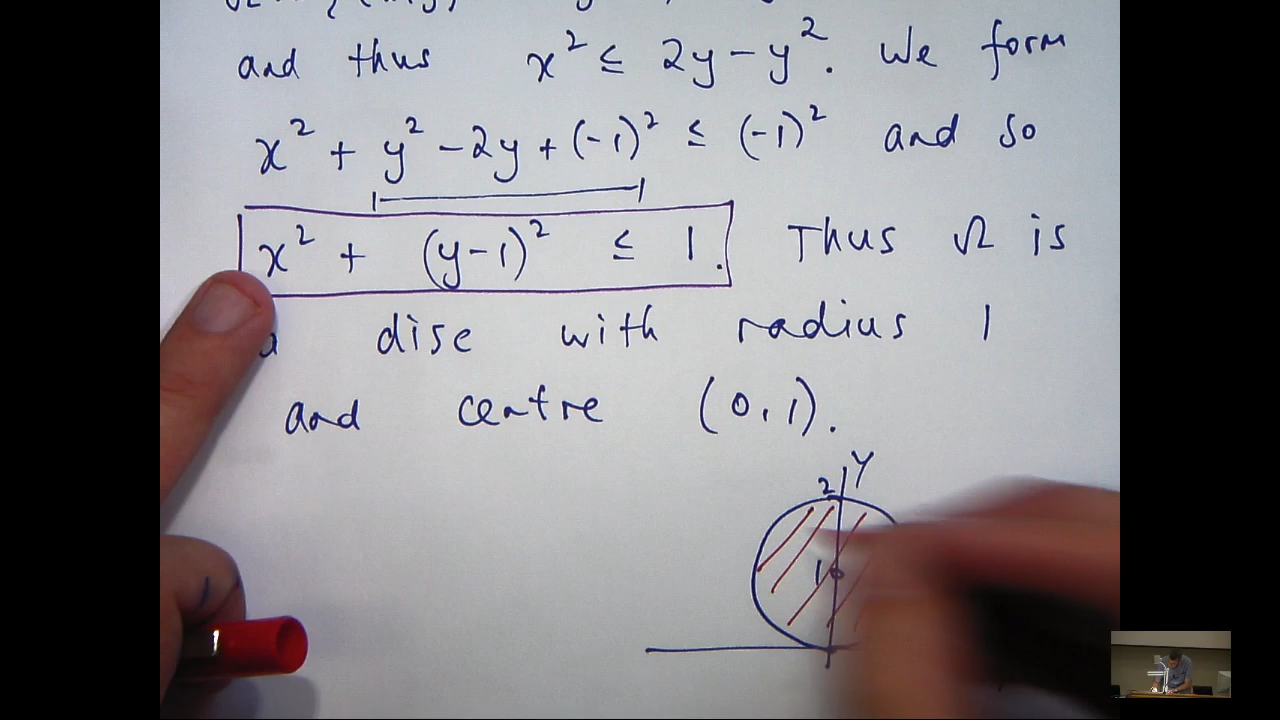 and thus x² ≤ 2y - y². We form
x² + y² - 2y + (-1)² ≤ (-1)² and so
x² + (y-1)² ≤ 1. Thus Ω is
a disc with radius 1
and centre (0,1).
y
2
1